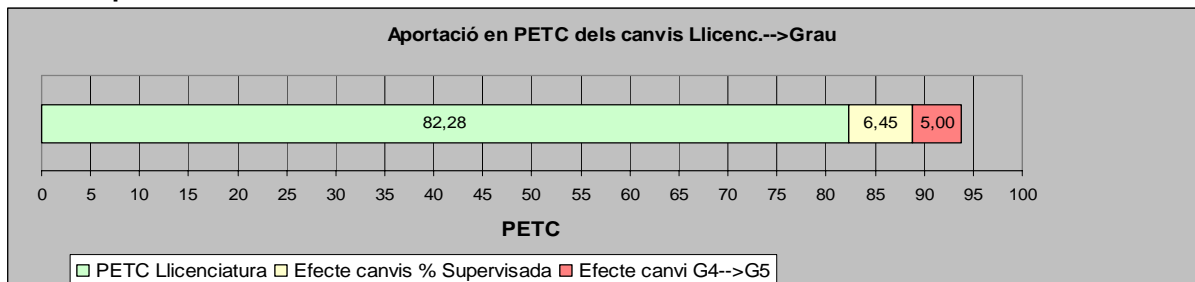 Aportació en PETC dels canvis Llicenc.-->Grau
82,28 6,45 5,00
0 5 10 15 20 25 30 35 40 45 50 55 60 65 70 75 80 85 90 95 100
PETC
PETC Llicenciatura Efecte canvis % Supervisada Efecte canvi G4-->G5